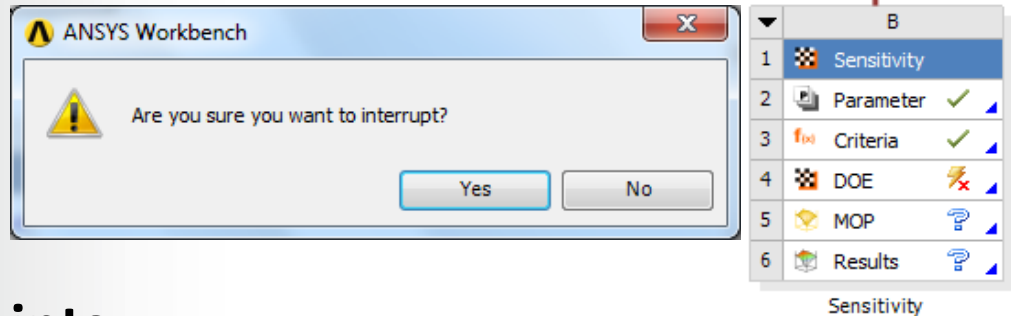 ANSYS Workbench
Are you sure you want to interrupt?
Yes No
B
1 Sensitivity
2 Parameter
3 f(x) Criteria
4 DOE
5 MOP
6 Results
Sensitivity